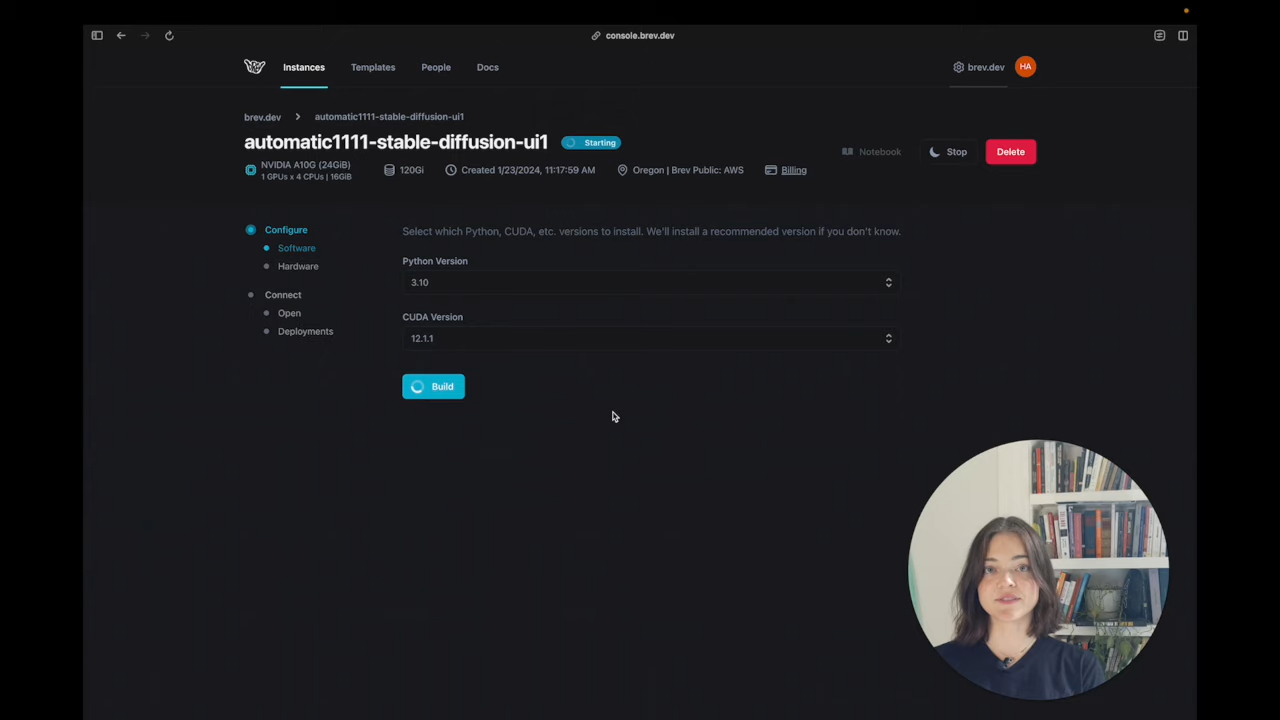 console.brev.dev
Instances
Templates
People
Docs
brev.dev
HA
brev.dev
automatic1111-stable-diffusion-ui1
automatic1111-stable-diffusion-ui1
Starting
Notebook
Stop
Delete
NVIDIA A10G (24GiB)
1 GPUs x 4 CPUs | 16GiB
120Gi
Created 1/23/2024, 11:17:59 AM
Oregon | Brev Public: AWS
Billing
Configure
Software
Hardware
Connect
Open
Deployments
Select which Python, CUDA, etc. versions to install. We'll install a recommended version if you don't know.
Python Version
3.10
CUDA Version
12.1.1
Build